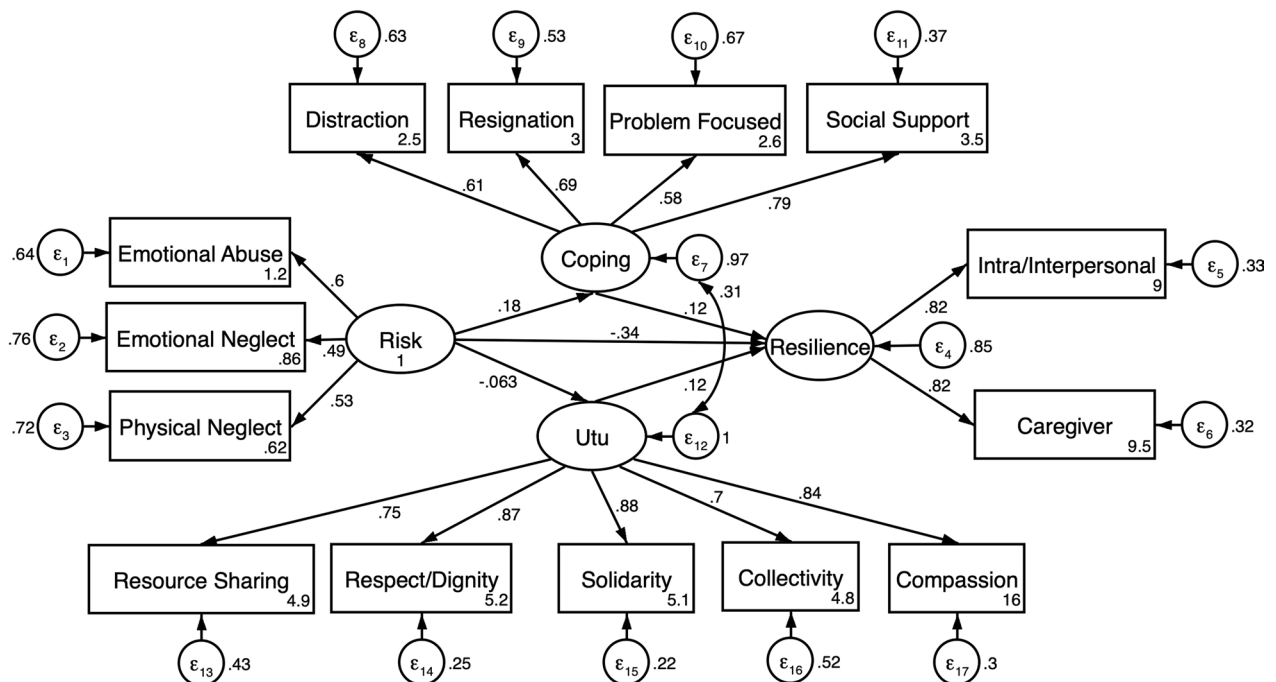 ε8 .63
ε9 .53
ε10 .67
ε11 .37
Distraction
2.5
Resignation
3
Problem Focused
2.6
Social Support
3.5
.61
.69
.58
.79
.64 ε1
Emotional Abuse
1.2
.76 ε2
Emotional Neglect
.86
.72 ε3
Physical Neglect
.62
.6
.49
.53
Risk
1
Coping
ε7 .97
.31
.18
.12
-.34
-.063
.12
Resilience
ε4 .85
.82
.82
Intra/Interpersonal
9
ε5 .33
Caregiver
9.5
ε6 .32
Utu
ε12 1
.75
.87
.88
.7
.84
Resource Sharing
4.9
Respect/Dignity
5.2
Solidarity
5.1
Collectivity
4.8
Compassion
16
ε13 .43
ε14 .25
ε15 .22
ε16 .52
ε17 .3